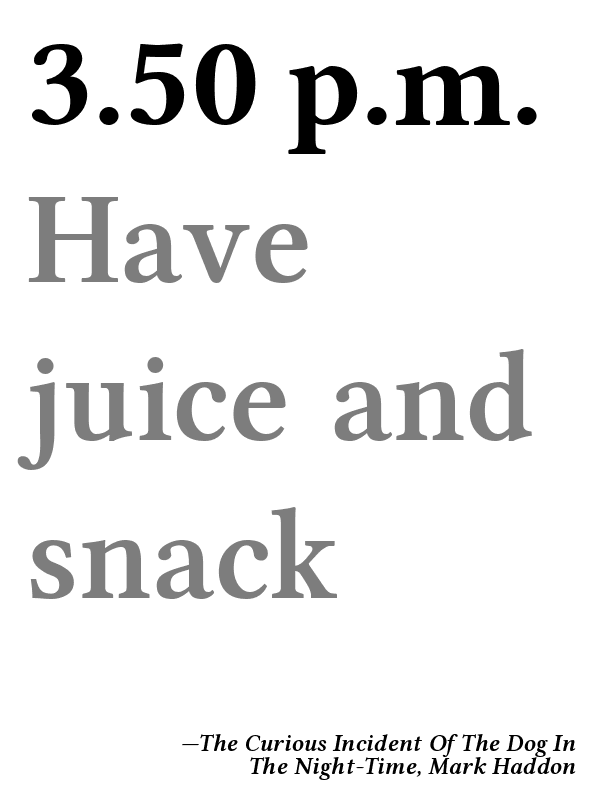 3.50 p.m.
Have
juice and
snack
—The Curious Incident Of The Dog In
The Night-Time, Mark Haddon